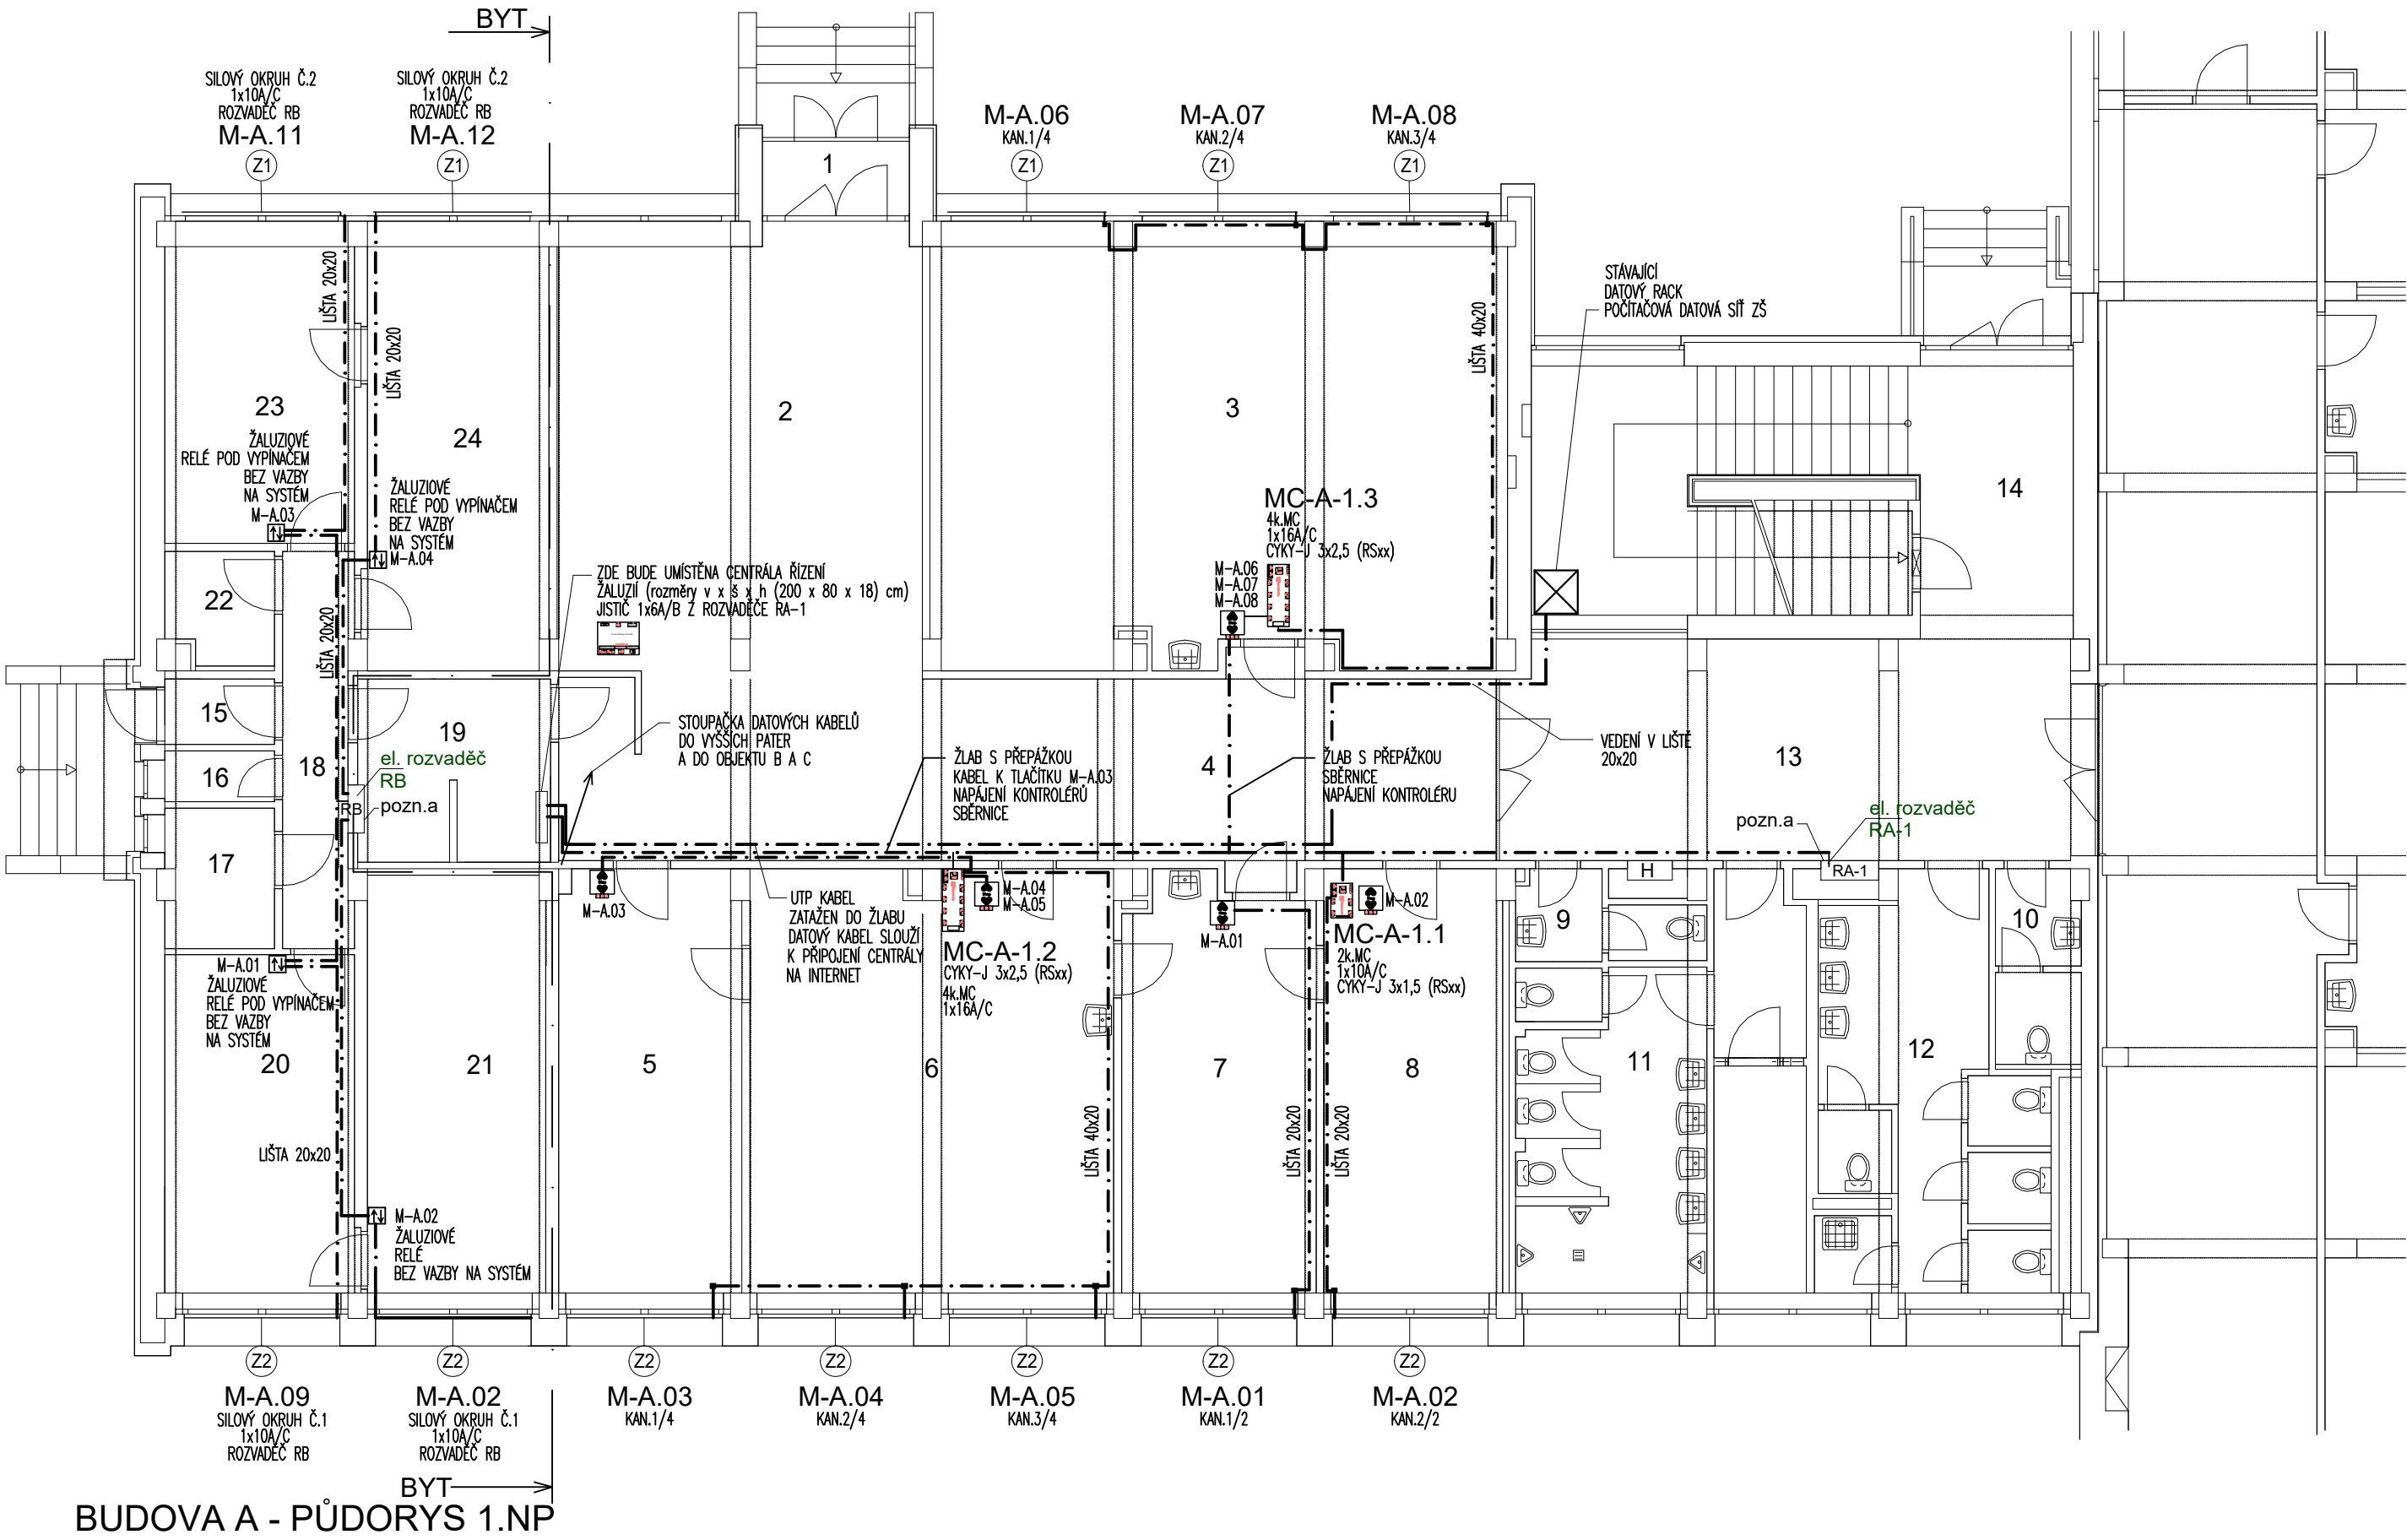 BYT
SILOVÝ OKRUH Č.2
1x10A/C
ROZVADĚČ RB
M-A.11
Z1
SILOVÝ OKRUH Č.2
1x10A/C
ROZVADĚČ RB
M-A.12
Z1
M-A.06
KAN.1/4
Z1
M-A.07
KAN.2/4
Z1
M-A.08
KAN.3/4
Z1
1
LIŠTA 20x20
LIŠTA 20x20
LIŠTA 40x20
STÁVAJÍCÍ
DATOVÝ RACK
POČÍTAČOVÁ DATOVÁ SÍŤ ZŠ
23
24
2
3
14
ŽALUZIOVÉ
RELÉ POD VYPÍNAČEM
BEZ VAZBY
NA SYSTÉM
M-A.03
ŽALUZIOVÉ
RELÉ POD VYPÍNAČEM
BEZ VAZBY
NA SYSTÉM
M-A.04
MC-A-1.3
4k.MC
1x16A/C
CYKY-J 3x2,5 (RSxx)
M-A.06
M-A.07
M-A.08
ZDE BUDE UMÍSTĚNA CENTRÁLA ŘÍZENÍ
ŽALUZIÍ (rozměry v x š x h (200 x 80 x 18) cm)
JISTIČ 1x6A/B Z ROZVADĚČE RA-1
22
LIŠTA 20x20
15
16
17
18
19
el. rozvaděč
RB
RB
pozn.a
STOUPAČKA DATOVÝCH KABELŮ
DO VYŠŠÍCH PATER
A DO OBJEKTU B A C
ŽLAB S PŘEPÁŽKOU
KABEL K TLAČÍTKU M-A.03
NAPÁJENÍ KONTROLÉRŮ
SBĚRNICE
4
ŽLAB S PŘEPÁŽKOU
SBĚRNICE
NAPÁJENÍ KONTROLÉRU
VEDENÍ V LIŠTĚ
20x20
13
pozn.a
el. rozvaděč
RA-1
RA-1
H
M-A.03
UTP KABEL
ZATAŽEN DO ŽLABU
DATOVÝ KABEL SLOUŽÍ
K PŘIPOJENÍ CENTRÁLY
NA INTERNET
M-A.04
M-A.05
MC-A-1.2
CYKY-J 3x2,5 (RSxx)
4k.MC
1x16A/C
M-A.01
M-A.02
MC-A-1.1
2k.MC
1x10A/C
CYKY-J 3x1,5 (RSxx)
9
10
M-A.01
ŽALUZIOVÉ
RELÉ POD VYPÍNAČEM
BEZ VAZBY
NA SYSTÉM
20
21
5
6
7
8
11
12
LIŠTA 20x20
LIŠTA 40x20
LIŠTA 20x20
LIŠTA 20x20
M-A.02
ŽALUZIOVÉ
RELÉ
BEZ VAZBY NA SYSTÉM
Z2
M-A.09
SILOVÝ OKRUH Č.1
1x10A/C
ROZVADĚČ RB
Z2
M-A.02
SILOVÝ OKRUH Č.1
1x10A/C
ROZVADĚČ RB
Z2
M-A.03
KAN.1/4
Z2
M-A.04
KAN.2/4
Z2
M-A.05
KAN.3/4
Z2
M-A.01
KAN.1/2
Z2
M-A.02
KAN.2/2
BYT
BUDOVA A - PŮDORYS 1.NP